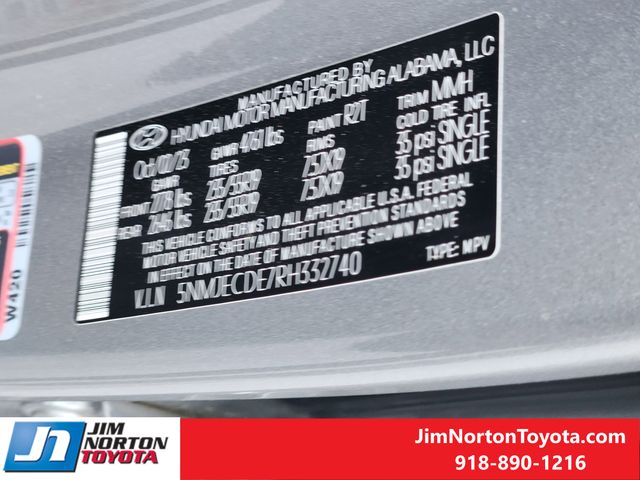 MANUFACTURED BY
HYUNDAI MOTOR MANUFACTURING ALABAMA, LLC
Oct/02/23 GVWR 4761 lbs PAINT R2T TRIM MMH
GAWR TIRES RIMS COLD TIRE INFL
FRONT 2778 lbs 235/55R19 7.5JX19 35 psi SINGLE
REAR 2646 lbs 235/55R19 7.5JX19 35 psi SINGLE
THIS VEHICLE CONFORMS TO ALL APPLICABLE U.S.A. FEDERAL
MOTOR VEHICLE SAFETY AND THEFT PREVENTION STANDARDS
IN EFFECT ON THE DATE OF MANUFACTURE SHOWN ABOVE.
V.I.N 5NMJECDE7RH332740 TYPE: MPV
W420
JIM NORTON TOYOTA
JimNortonToyota.com
918-890-1216